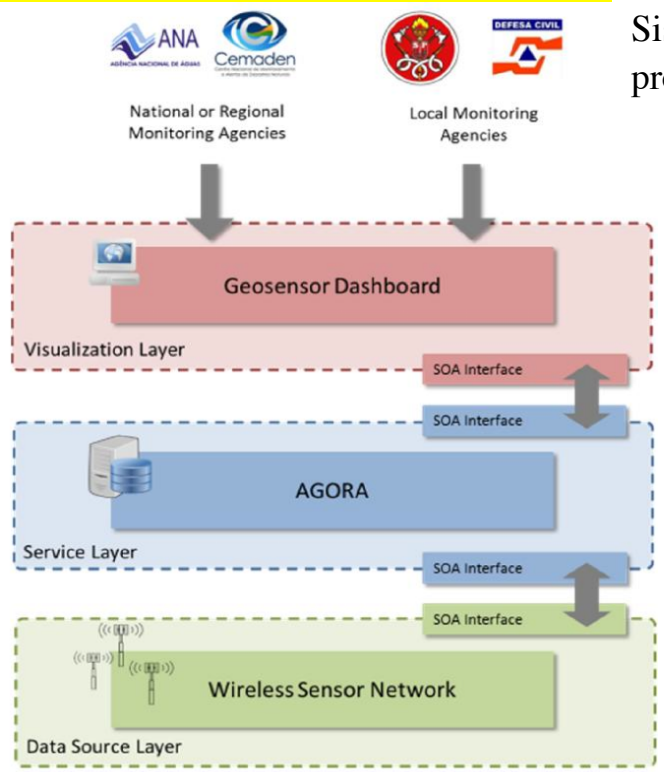 Si
pro
ANA
AGÊNCIA NACIONAL DE ÁGUAS
Cemaden
DEFESA CIVIL
National or Regional
Monitoring Agencies
Local Monitoring
Agencies
Geosensor Dashboard
Visualization Layer
SOA Interface
SOA Interface
AGORA
Service Layer
SOA Interface
SOA Interface
Wireless Sensor Network
Data Source Layer